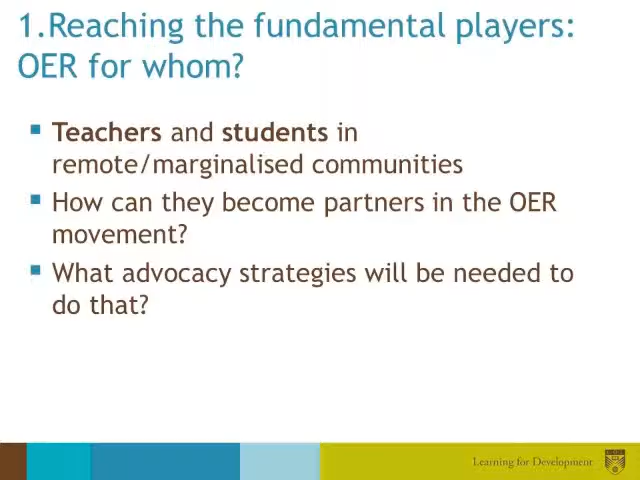 1.Reaching the fundamental players:
OER for whom?
Teachers and students in
remote/marginalised communities
How can they become partners in the OER
movement?
What advocacy strategies will be needed to
do that?
Learning for Development